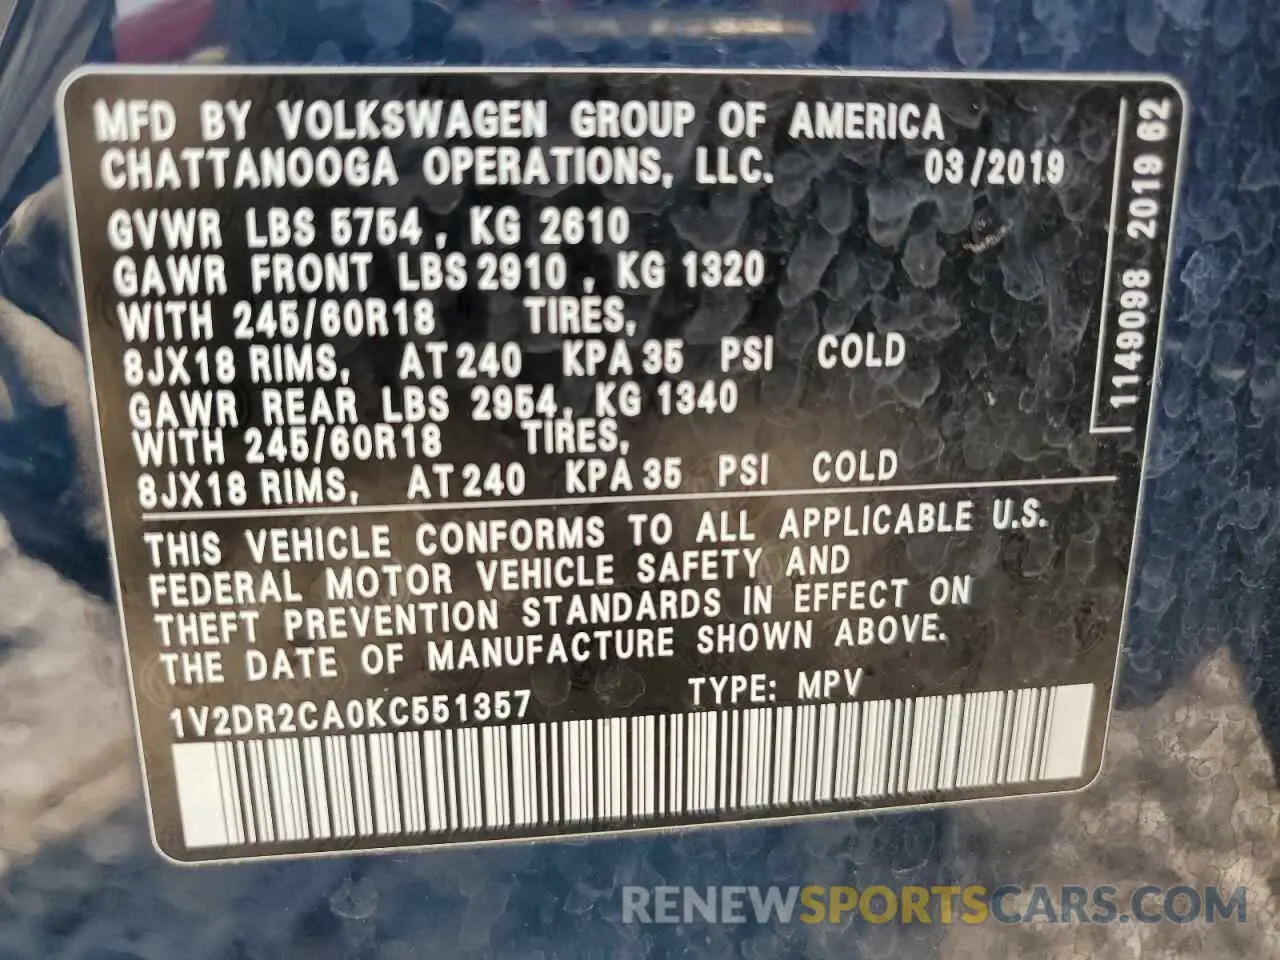 MFD BY VOLKSWAGEN GROUP OF AMERICA
CHATTANOOGA OPERATIONS, LLC. 03/2019
GVWR LBS 5754, KG 2610
GAWR FRONT LBS 2910, KG 1320
WITH 245/60R18 TIRES,
8JX18 RIMS, AT 240 KPA 35 PSI COLD
GAWR REAR LBS 2954, KG 1340
WITH 245/60R18 TIRES,
8JX18 RIMS, AT 240 KPA 35 PSI COLD
THIS VEHICLE CONFORMS TO ALL APPLICABLE U.S.
FEDERAL MOTOR VEHICLE SAFETY AND
THEFT PREVENTION STANDARDS IN EFFECT ON
THE DATE OF MANUFACTURE SHOWN ABOVE.
1V2DR2CA0KC551357 TYPE: MPV
1149098 2019 62
RENEWSPORTSCARS.COM